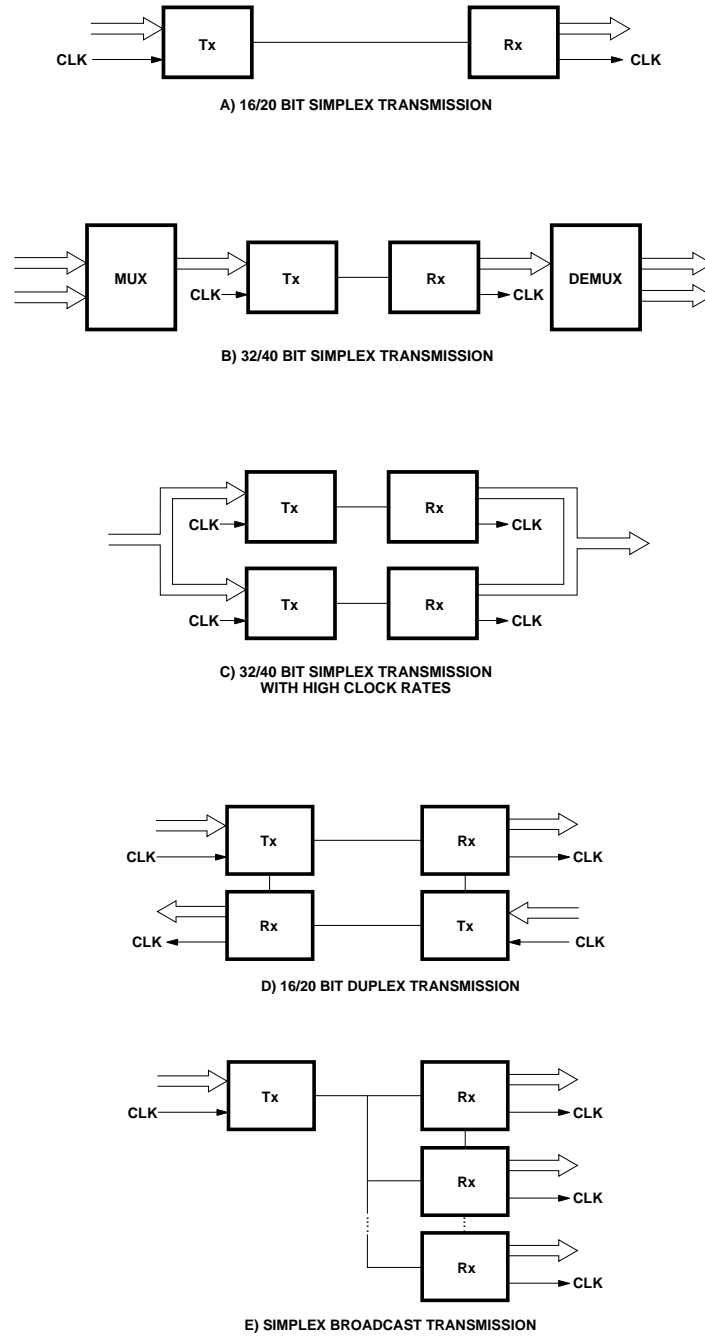 Tx
Rx
CLK
CLK
A) 16/20 BIT SIMPLEX TRANSMISSION
MUX
Tx
Rx
DEMUX
CLK
CLK
B) 32/40 BIT SIMPLEX TRANSMISSION
Tx
Rx
CLK
CLK
Tx
Rx
CLK
CLK
C) 32/40 BIT SIMPLEX TRANSMISSION
WITH HIGH CLOCK RATES
Tx
Rx
CLK
CLK
Rx
Tx
CLK
CLK
D) 16/20 BIT DUPLEX TRANSMISSION
Tx
Rx
CLK
CLK
Rx
CLK
Rx
CLK
E) SIMPLEX BROADCAST TRANSMISSION